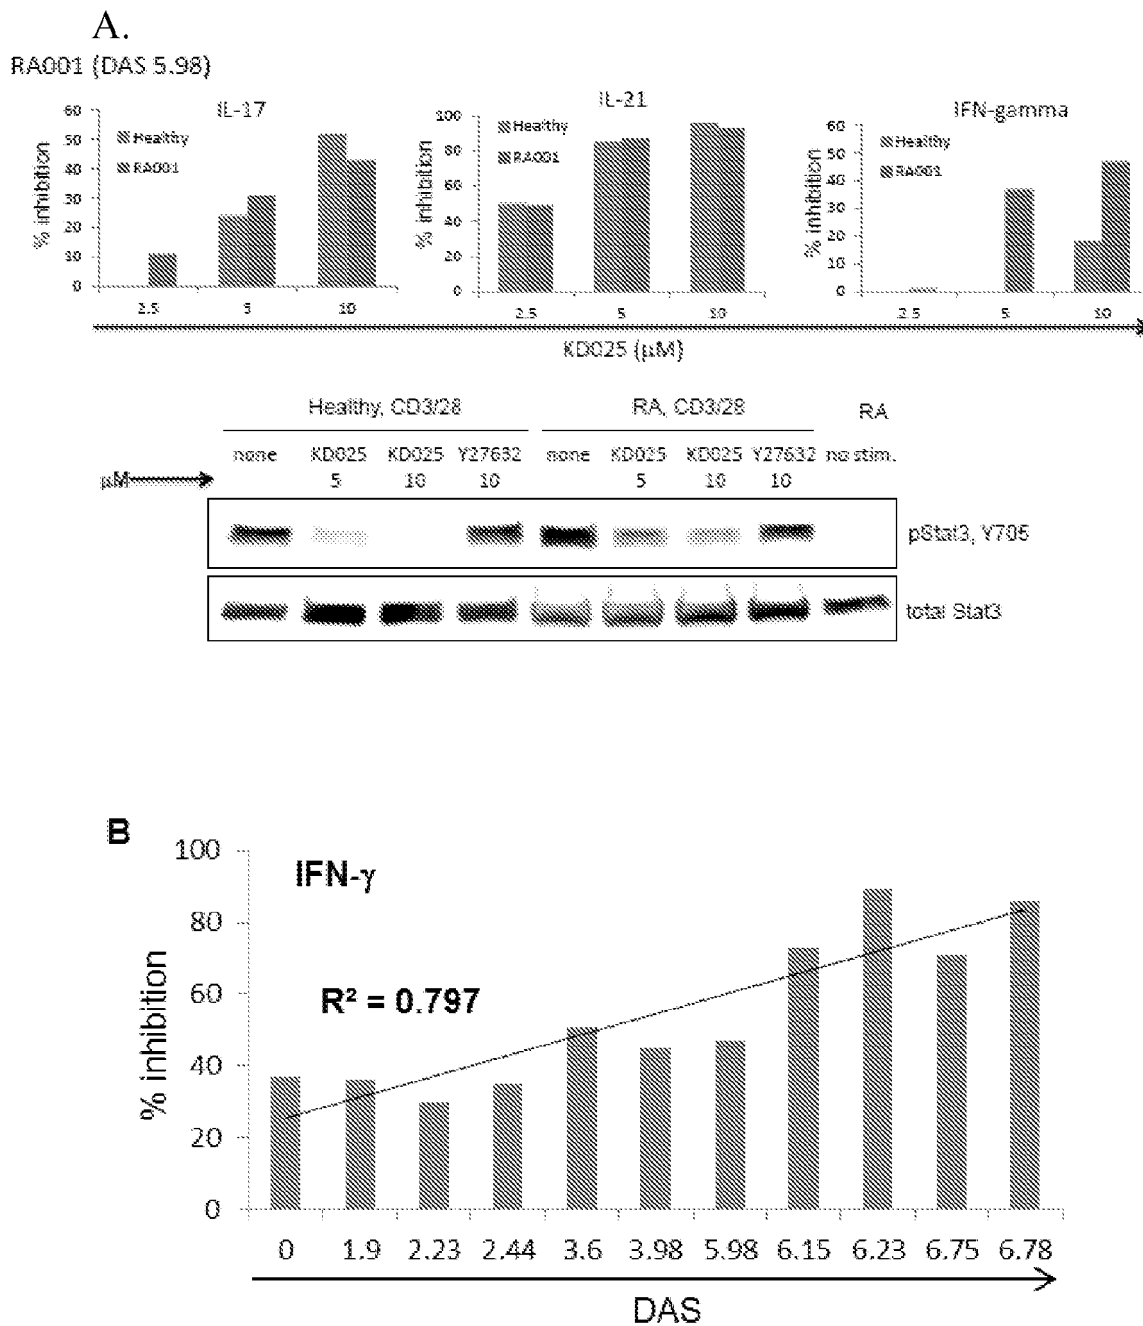 A.
RA001 (DAS 5.98)
IL-17
60
50
40
30
20
10
0
% inhibition
Healthy
RA001
2.5 5 10
IL-21
100
80
60
40
20
0
% inhibition
Healthy
RA001
2.5 5 10
IFN-gamma
60
50
40
30
20
10
0
% inhibition
Healthy
RA001
2.5 5 10
KD025 (µM)
Healthy, CD3/28 RA, CD3/28 RA
none KD025 KD025 Y27632 none KD025 KD025 Y27632 no stim.
µM 5 10 10 5 10 10
pStat3, Y705
total Stat3
B
100
80
60
40
20
0
% inhibition
IFN-γ
R² = 0.797
0 1.9 2.23 2.44 3.6 3.98 5.98 6.15 6.23 6.75 6.78
DAS